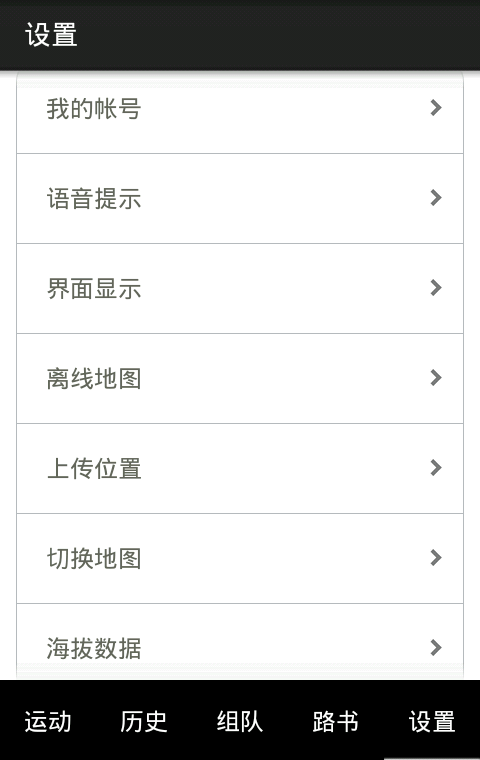 设置
我的帐号
语音提示
界面显示
离线地图
上传位置
切换地图
海拔数据
运动 历史 组队 路书 设置